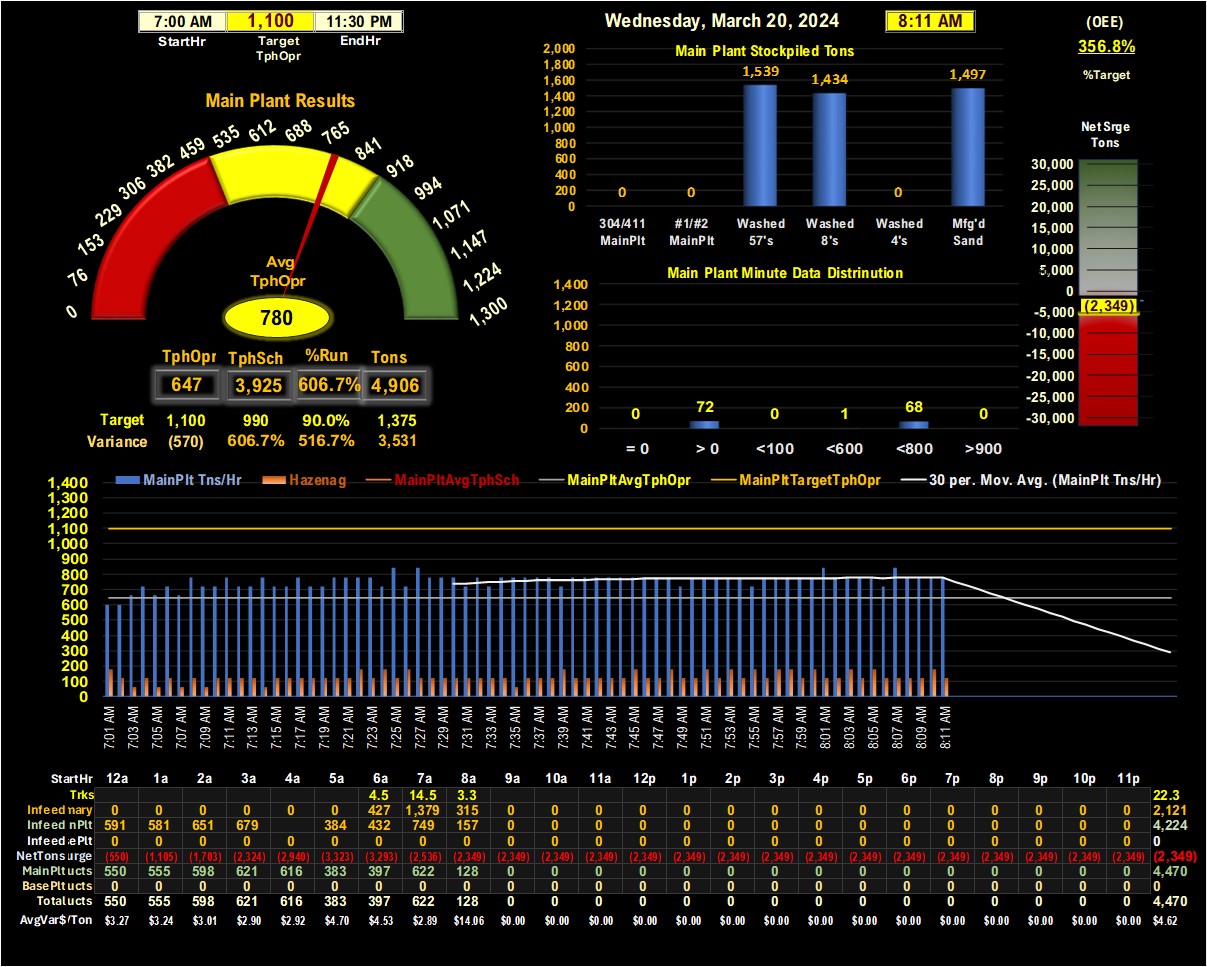 7:00 AM 1,100 11:30 PM
StartHr Target TphOpr EndHr
Wednesday, March 20, 2024 8:11 AM
(OEE)
356.8%
%Target
Main Plant Results
0 76 153 229 306 382 459 535 612 688 765 841 918 994 1,071 1,147 1,224 1,300
Avg
TphOpr
780
TphOpr TphSch %Run Tons
647 3,925 606.7% 4,906
Target 1,100 990 90.0% 1,375
Variance (570) 606.7% 516.7% 3,531
Main Plant Stockpiled Tons
2,000
1,800
1,600
1,400
1,200
1,000
800
600
400
200
0
0 0 1,539 1,434 0 1,497
304/411 #1/#2 Washed Washed Washed Mfg'd
MainPlt MainPlt 57's 8's 4's Sand
Main Plant Minute Data Distrinution
1,400
1,200
1,000
800
600
400
200
0
0 72 0 1 68 0
= 0 > 0 <100 <600 <800 >900
Net Srge
Tons
30,000
25,000
20,000
15,000
10,000
5,000
0
-5,000
-10,000
-15,000
-20,000
-25,000
-30,000
(2,349)
MainPlt Tns/Hr Hazenag MainPltAvgTphSch MainPltAvgTphOpr MainPltTargetTphOpr 30 per. Mov. Avg. (MainPlt Tns/Hr)
1,400
1,300
1,200
1,100
1,000
900
800
700
600
500
400
300
200
100
0
7:01 AM 7:03 AM 7:05 AM 7:07 AM 7:09 AM 7:11 AM 7:13 AM 7:15 AM 7:17 AM 7:19 AM 7:21 AM 7:23 AM 7:25 AM 7:27 AM 7:29 AM 7:31 AM 7:33 AM 7:35 AM 7:37 AM 7:39 AM 7:41 AM 7:43 AM 7:45 AM 7:47 AM 7:49 AM 7:51 AM 7:53 AM 7:55 AM 7:57 AM 7:59 AM 8:01 AM 8:03 AM 8:05 AM 8:07 AM 8:09 AM 8:11 AM
StartHr 12a 1a 2a 3a 4a 5a 6a 7a 8a 9a 10a 11a 12p 1p 2p 3p 4p 5p 6p 7p 8p 9p 10p 11p
Trks 4.5 14.5 3.3 22.3
Infeed nary 0 0 0 0 0 0 427 1,379 315 0 0 0 0 0 0 0 0 0 0 0 0 0 0 0 2,121
Infeed nPlt 591 581 651 679 384 432 749 157 0 0 0 0 0 0 0 0 0 0 0 0 0 0 0 4,224
Infeed ePlt 0 0 0 0 0 0 0 0 0 0 0 0 0 0 0 0 0 0 0 0 0 0 0 0 0
NetTons urge (550) (1,105) (1,703) (2,324) (2,940) (3,323) (3,293) (2,536) (2,349) (2,349) (2,349) (2,349) (2,349) (2,349) (2,349) (2,349) (2,349) (2,349) (2,349) (2,349) (2,349) (2,349) (2,349) (2,349) (2,349)
MainPlt ucts 550 555 598 621 616 383 397 622 128 0 0 0 0 0 0 0 0 0 0 0 0 0 0 0 4,470
BasePlt ucts 0 0 0 0 0 0 0 0 0 0 0 0 0 0 0 0 0 0 0 0 0 0 0 0 0
Total ucts 550 555 598 621 616 383 397 622 128 0 0 0 0 0 0 0 0 0 0 0 0 0 0 0 4,470
AvgVar$/Ton $3.27 $3.24 $3.01 $2.90 $2.92 $4.70 $4.53 $2.89 $14.06 $0.00 $0.00 $0.00 $0.00 $0.00 $0.00 $0.00 $0.00 $0.00 $0.00 $0.00 $0.00 $0.00 $0.00 $0.00 $4.62